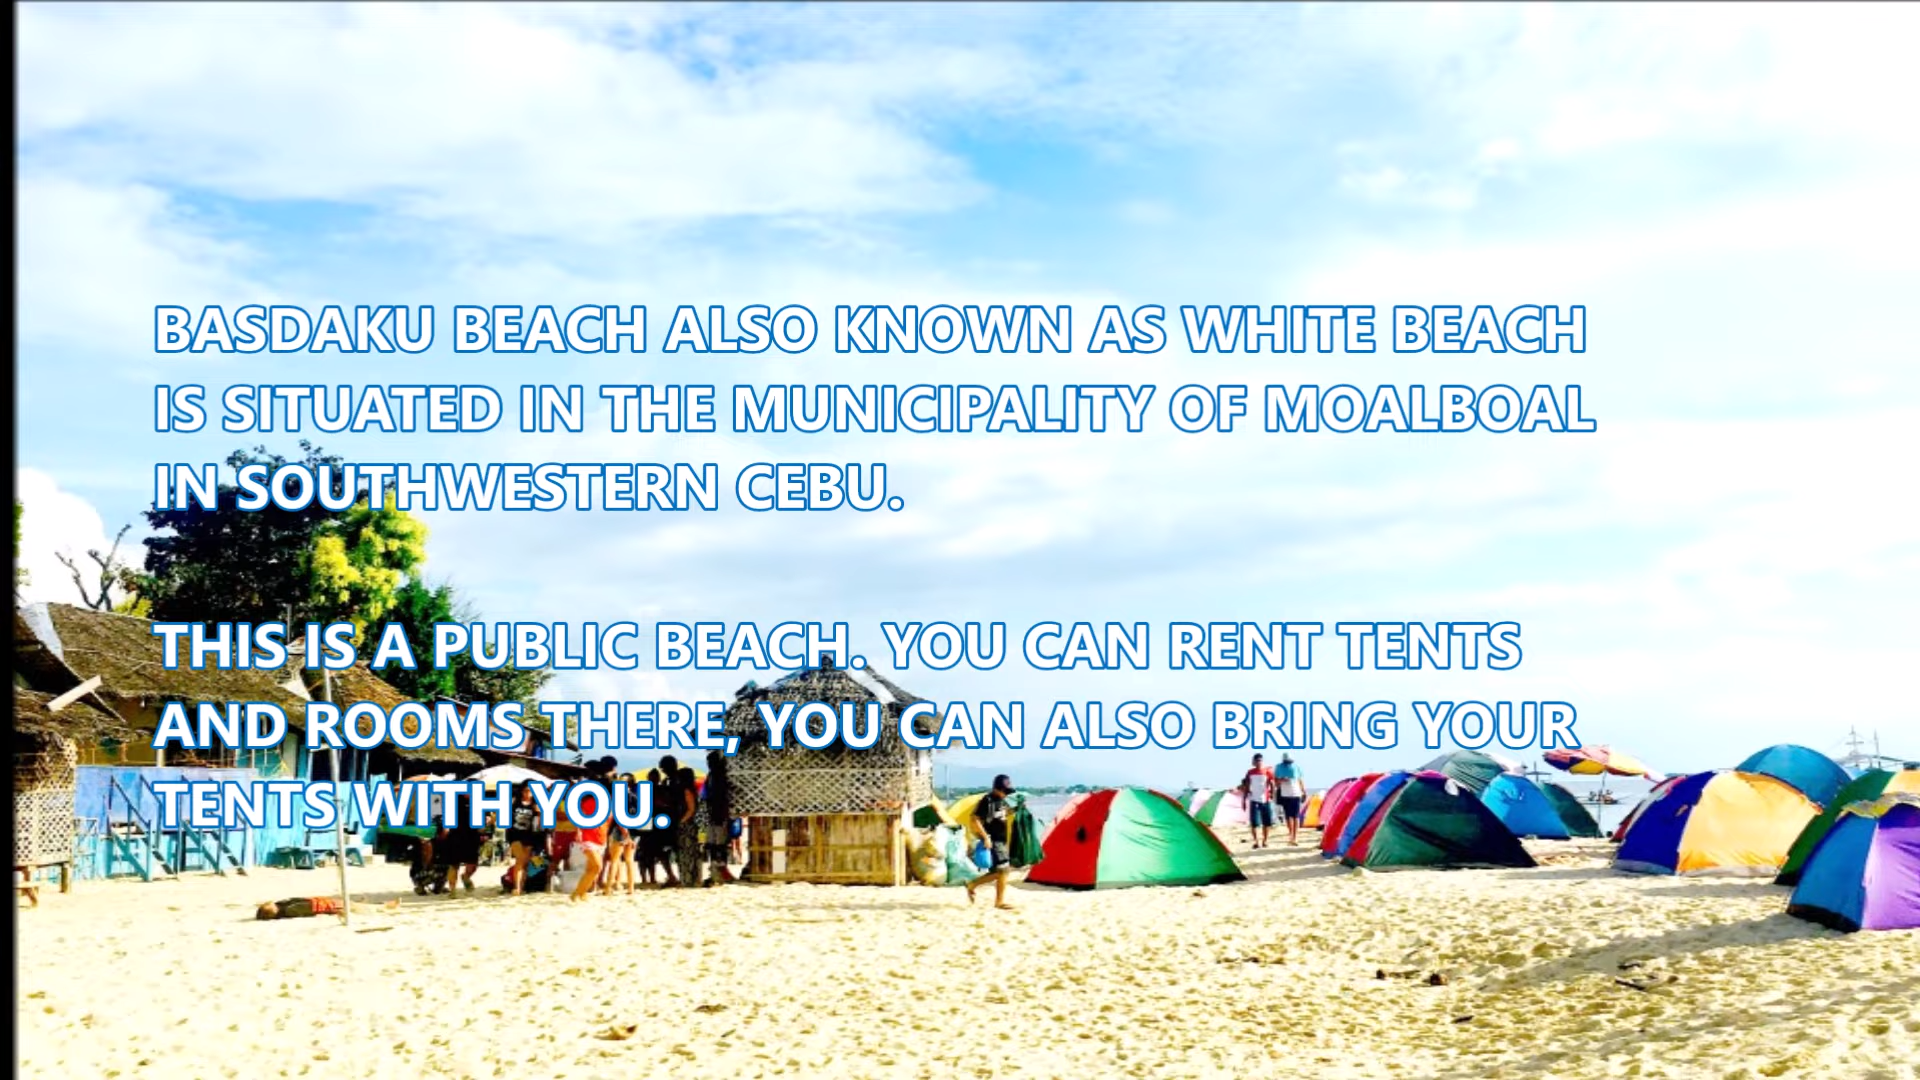 BASDAKU BEACH ALSO KNOWN AS WHITE BEACH
IS SITUATED IN THE MUNICIPALITY OF MOALBOAL
IN SOUTHWESTERN CEBU.
THIS IS A PUBLIC BEACH. YOU CAN RENT TENTS
AND ROOMS THERE, YOU CAN ALSO BRING YOUR
TENTS WITH YOU.